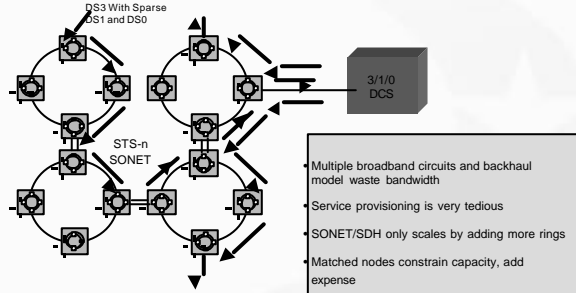 DS3 With Sparse
DS1 and DS0
3/1/0
DCS
STS-n
SONET
• Multiple broadband circuits and backhaul
model waste bandwidth
• Service provisioning is very tedious
• SONET/SDH only scales by adding more rings
• Matched nodes constrain capacity, add
expense